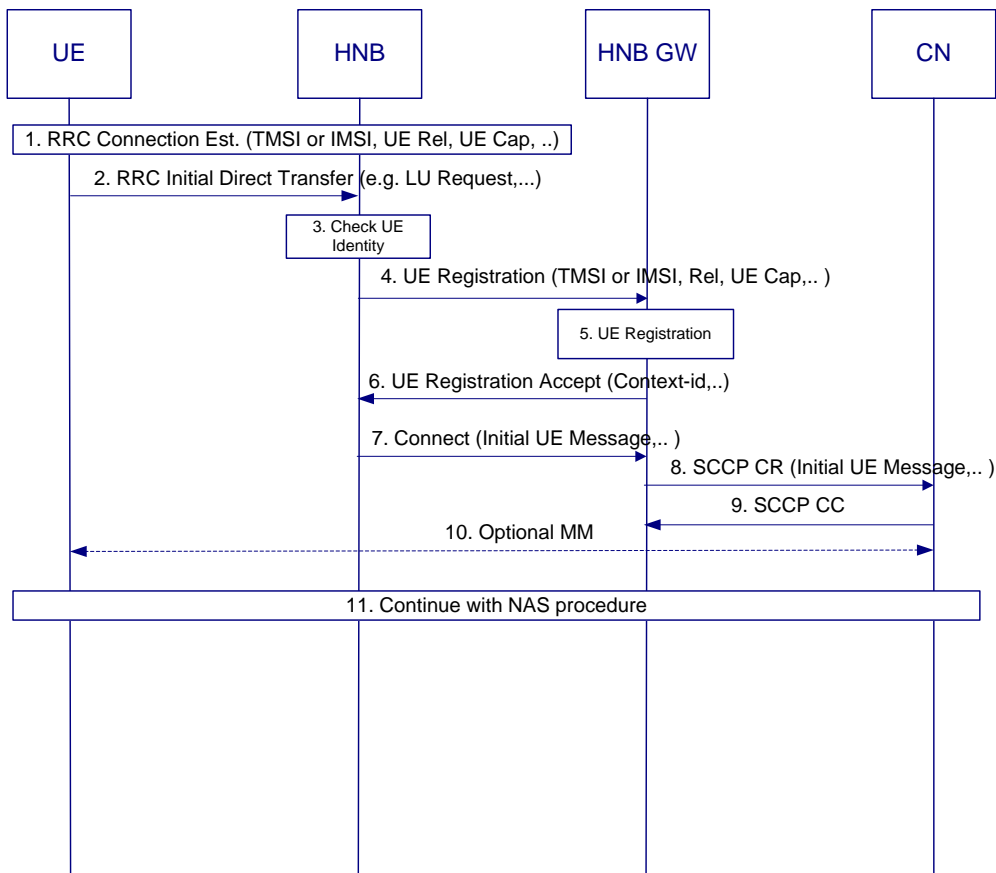 UE
HNB
HNB GW
CN
1. RRC Connection Est. (TMSI or IMSI, UE Rel, UE Cap, ..)
2. RRC Initial Direct Transfer (e.g. LU Request,...)
3. Check UE
Identity
4. UE Registration (TMSI or IMSI, Rel, UE Cap,.. )
5. UE Registration
6. UE Registration Accept (Context-id,..)
7. Connect (Initial UE Message,.. )
8. SCCP CR (Initial UE Message,.. )
9. SCCP CC
10. Optional MM
11. Continue with NAS procedure